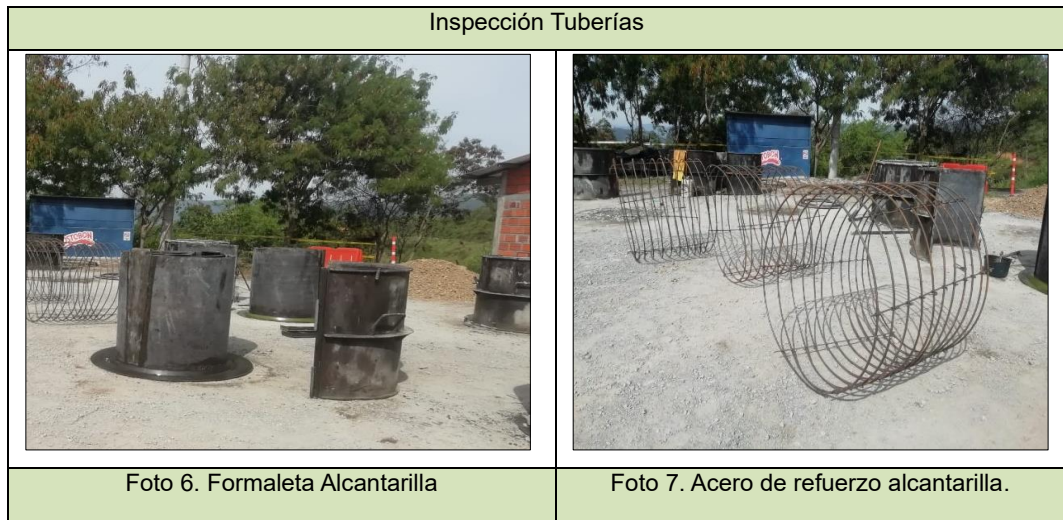 Inspección Tuberías
Foto 6. Formaleta Alcantarilla
Foto 7. Acero de refuerzo alcantarilla.